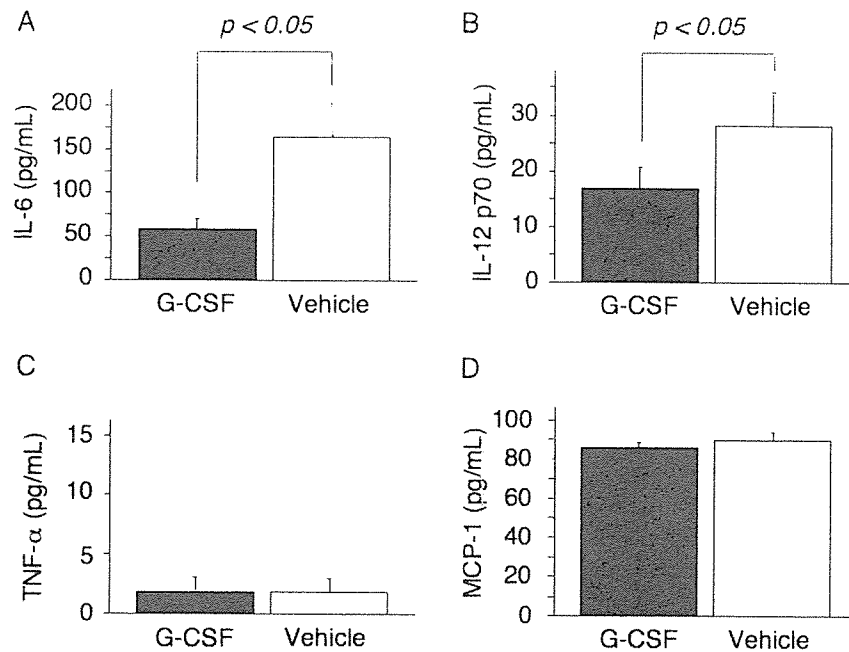 A
p < 0.05
IL-6 (pg/mL)
200
150
100
50
0
G-CSF
Vehicle
B
p < 0.05
IL-12 p70 (pg/mL)
30
20
10
0
G-CSF
Vehicle
C
TNF-α (pg/mL)
15
10
5
0
G-CSF
Vehicle
D
MCP-1 (pg/mL)
100
80
60
40
20
0
G-CSF
Vehicle